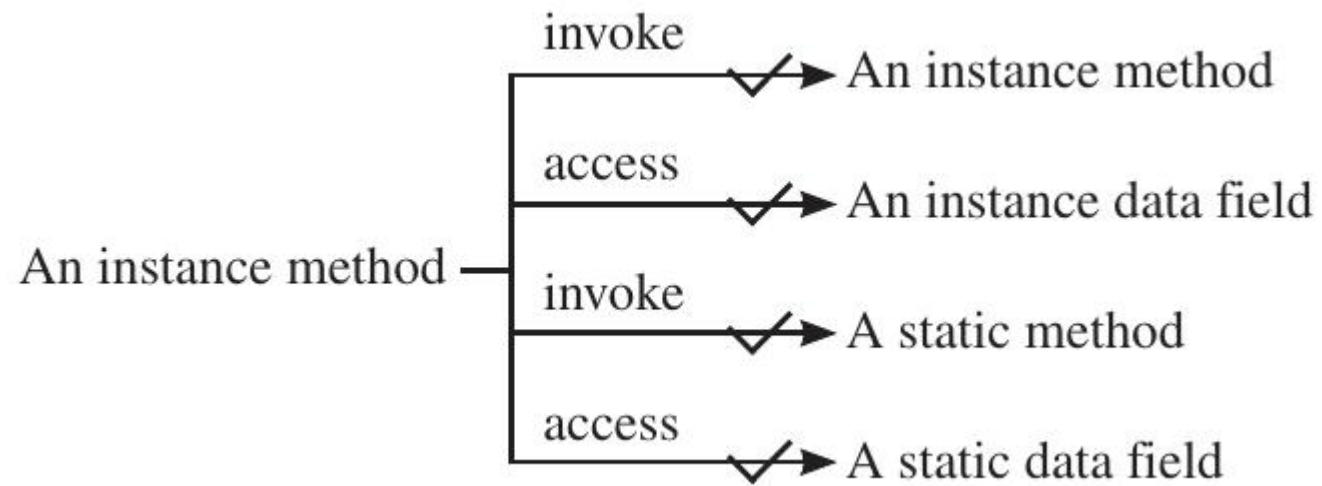 invoke
An instance method
access
An instance data field
An instance method
invoke
A static method
access
A static data field